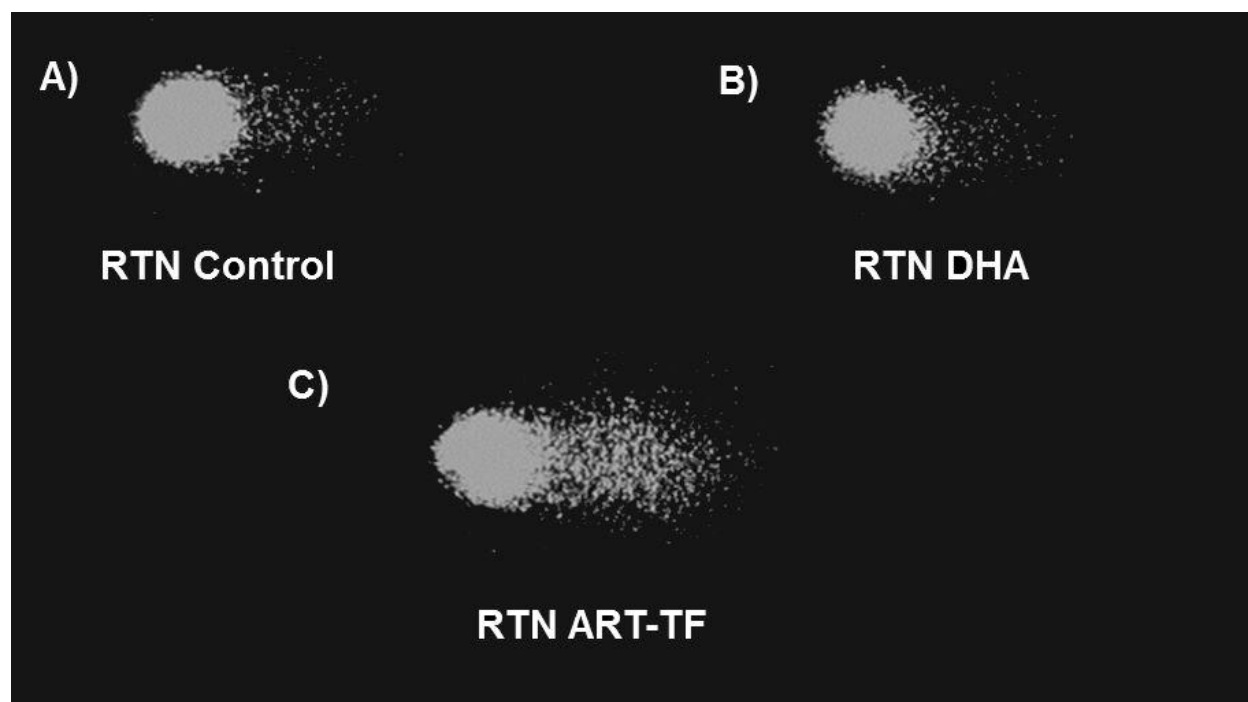 A)
B)
RTN Control
RTN DHA
C)
RTN ART-TF